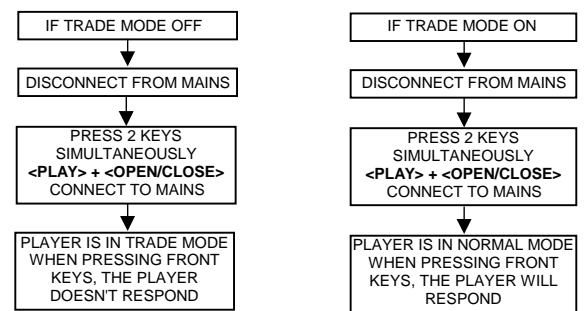 IF TRADE MODE OFF
DISCONNECT FROM MAINS
PRESS 2 KEYS
SIMULTANEOUSLY
<PLAY> + <OPEN/CLOSE>
CONNECT TO MAINS
PLAYER IS IN TRADE MODE
WHEN PRESSING FRONT
KEYS, THE PLAYER
DOESN'T RESPOND
IF TRADE MODE ON
DISCONNECT FROM MAINS
PRESS 2 KEYS
SIMULTANEOUSLY
<PLAY> + <OPEN/CLOSE>
CONNECT TO MAINS
PLAYER IS IN NORMAL MODE
WHEN PRESSING FRONT
KEYS, THE PLAYER WILL
RESPOND